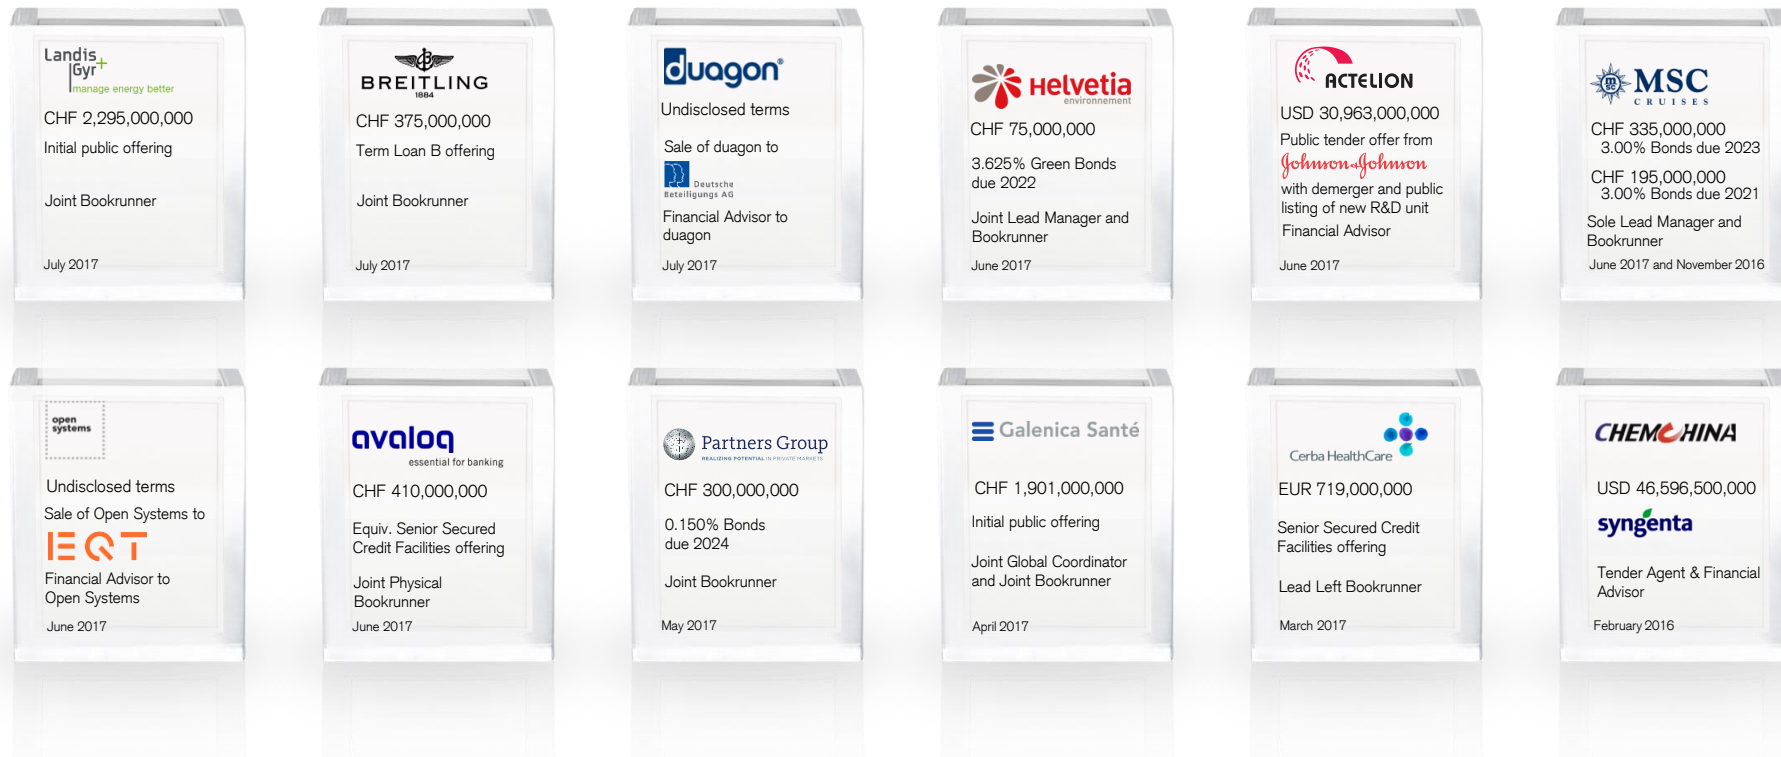 Landis
|Gyr+
manage energy better
CHF 2,295,000,000
Initial public offering
Joint Bookrunner
July 2017
BREITLING
1884
CHF 375,000,000
Term Loan B offering
Joint Bookrunner
July 2017
duagon®
Undisclosed terms
Sale of duagon to
Deutsche
Beteiligungs AG
Financial Advisor to
duagon
July 2017
Helvetia
environnement
CHF 75,000,000
3.625% Green Bonds
due 2022
Joint Lead Manager and
Bookrunner
June 2017
ACTELION
USD 30,963,000,000
Public tender offer from
Johnson & Johnson
with demerger and public
listing of new R&D unit
Financial Advisor
June 2017
MSC
CRUISES
CHF 335,000,000
3.00% Bonds due 2023
CHF 195,000,000
3.00% Bonds due 2021
Sole Lead Manager and
Bookrunner
June 2017 and November 2016
open
systems
Undisclosed terms
Sale of Open Systems to
EQT
Financial Advisor to
Open Systems
June 2017
avaloq
essential for banking
CHF 410,000,000
Equiv. Senior Secured
Credit Facilities offering
Joint Physical
Bookrunner
June 2017
Partners Group
REALIZING POTENTIAL IN PRIVATE MARKETS
CHF 300,000,000
0.150% Bonds
due 2024
Joint Bookrunner
May 2017
Galenica Santé
CHF 1,901,000,000
Initial public offering
Joint Global Coordinator
and Joint Bookrunner
April 2017
Cerba HealthCare
EUR 719,000,000
Senior Secured Credit
Facilities offering
Lead Left Bookrunner
March 2017
CHEMCHINA
USD 46,596,500,000
syngenta
Tender Agent & Financial
Advisor
February 2016